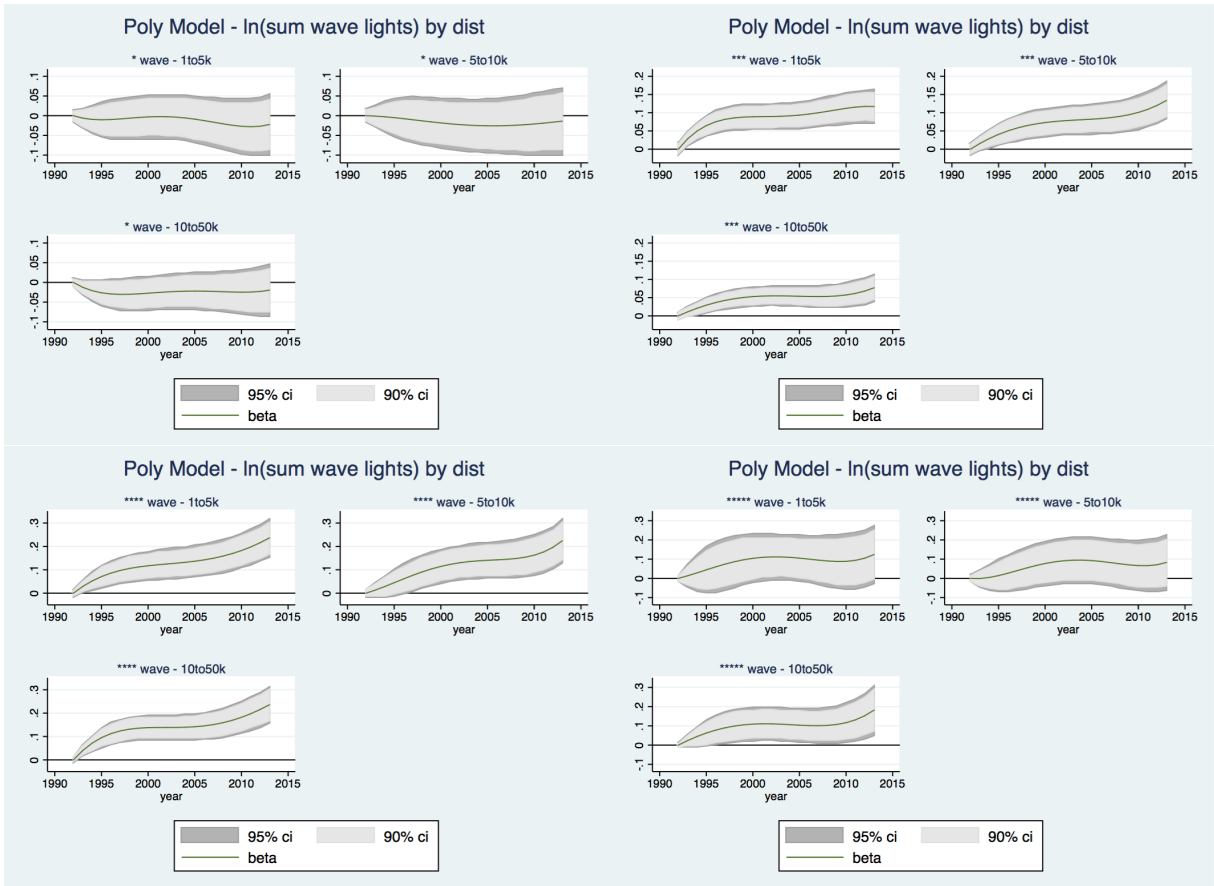 Poly Model - ln(sum wave lights) by dist
* wave - 1to5k
* wave - 5to10k
.1
.05
0
-.05
-.1
1990 1995 2000 2005 2010 2015
year
.1
.05
0
-.05
-.1
1990 1995 2000 2005 2010 2015
year
* wave - 10to50k
.1
.05
0
-.05
-.1
1990 1995 2000 2005 2010 2015
year
95% ci 90% ci
beta
Poly Model - ln(sum wave lights) by dist
*** wave - 1to5k
*** wave - 5to10k
.2
.15
.1
.05
0
1990 1995 2000 2005 2010 2015
year
.2
.15
.1
.05
0
1990 1995 2000 2005 2010 2015
year
*** wave - 10to50k
.2
.15
.1
.05
0
1990 1995 2000 2005 2010 2015
year
95% ci 90% ci
beta
Poly Model - ln(sum wave lights) by dist
**** wave - 1to5k
**** wave - 5to10k
.3
.2
.1
0
1990 1995 2000 2005 2010 2015
year
.3
.2
.1
0
1990 1995 2000 2005 2010 2015
year
**** wave - 10to50k
.3
.2
.1
0
1990 1995 2000 2005 2010 2015
year
95% ci 90% ci
beta
Poly Model - ln(sum wave lights) by dist
***** wave - 1to5k
***** wave - 5to10k
.3
.2
.1
0
-.1
1990 1995 2000 2005 2010 2015
year
.3
.2
.1
0
-.1
1990 1995 2000 2005 2010 2015
year
***** wave - 10to50k
.3
.2
.1
0
-.1
1990 1995 2000 2005 2010 2015
year
95% ci 90% ci
beta